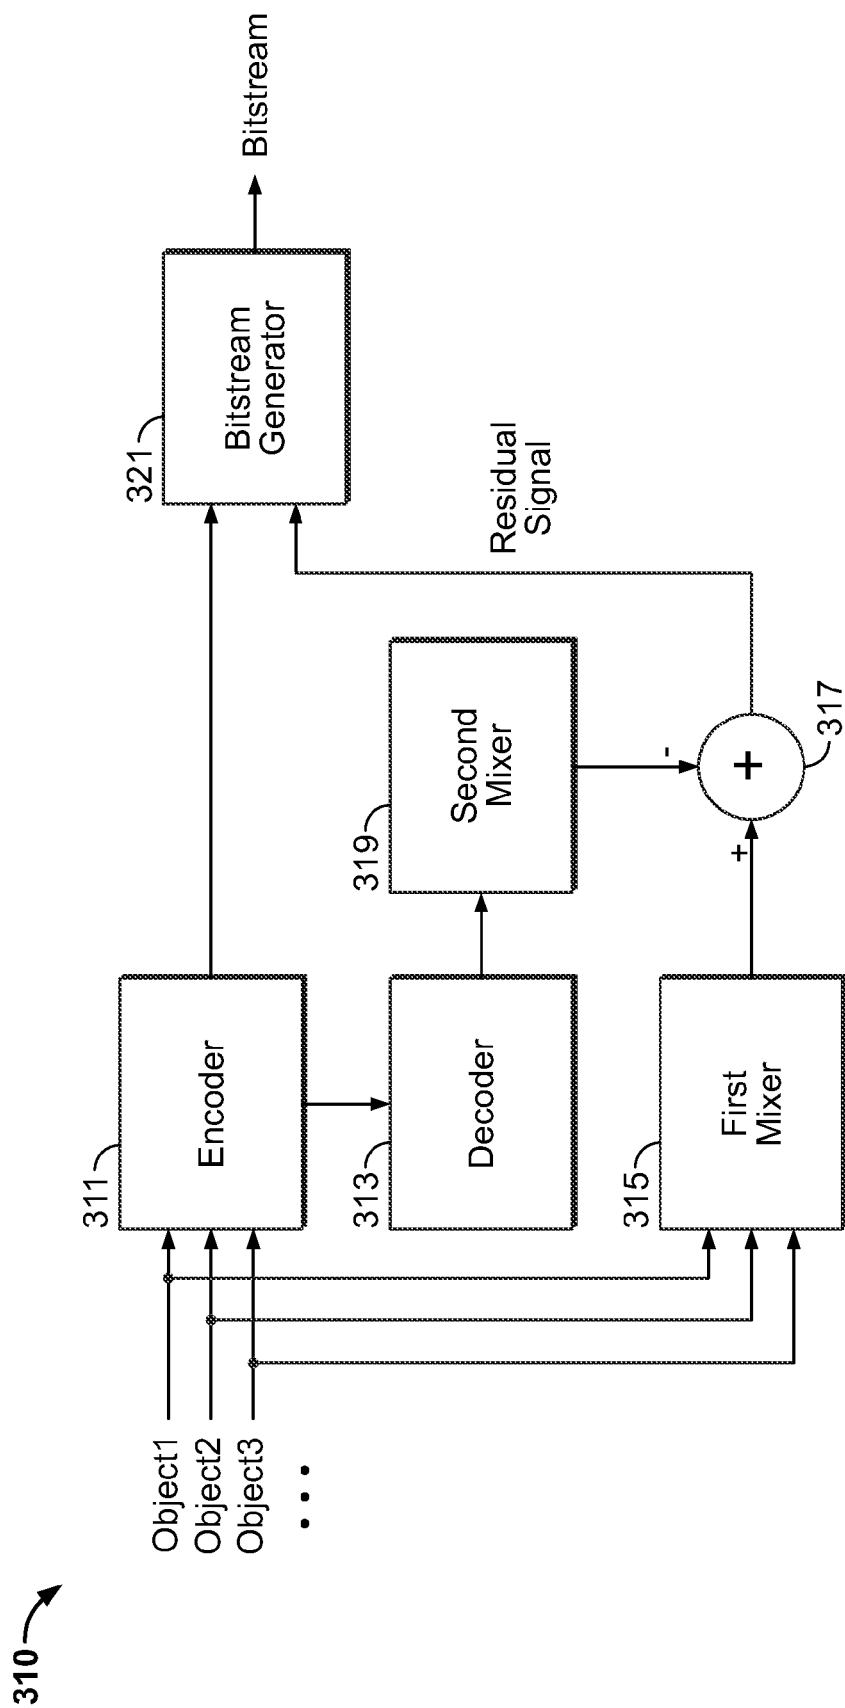 310
Object1
Object2
Object3
...
311
Encoder
313
Decoder
315
First
Mixer
319
Second
Mixer
+
-
+
317
Residual
Signal
321
Bitstream
Generator
Bitstream